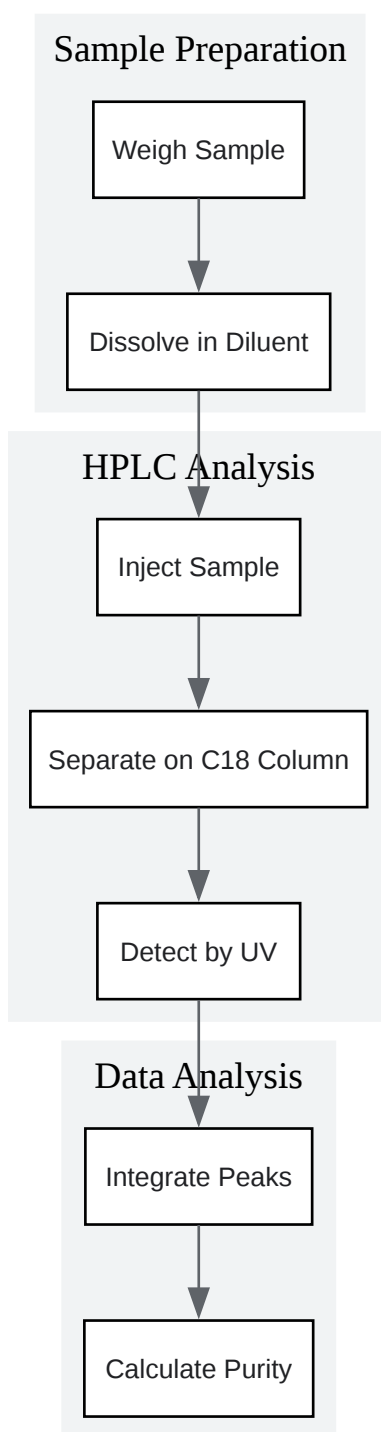 Sample Preparation
Weigh Sample
Dissolve in Diluent
HPLC Analysis
Inject Sample
Separate on C18 Column
Detect by UV
Data Analysis
Integrate Peaks
Calculate Purity